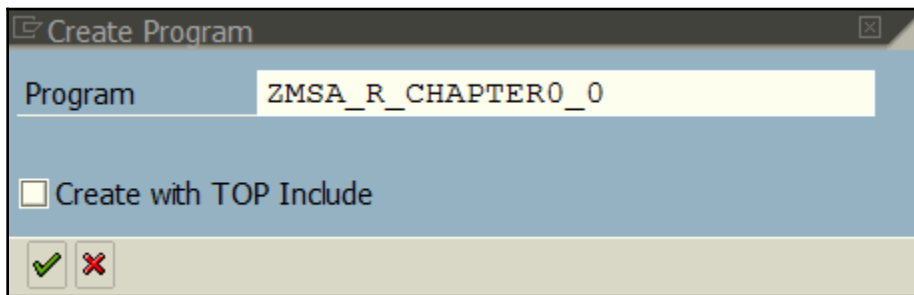 Create Program
Program ZMSA_R_CHAPTER0_0
Create with TOP Include